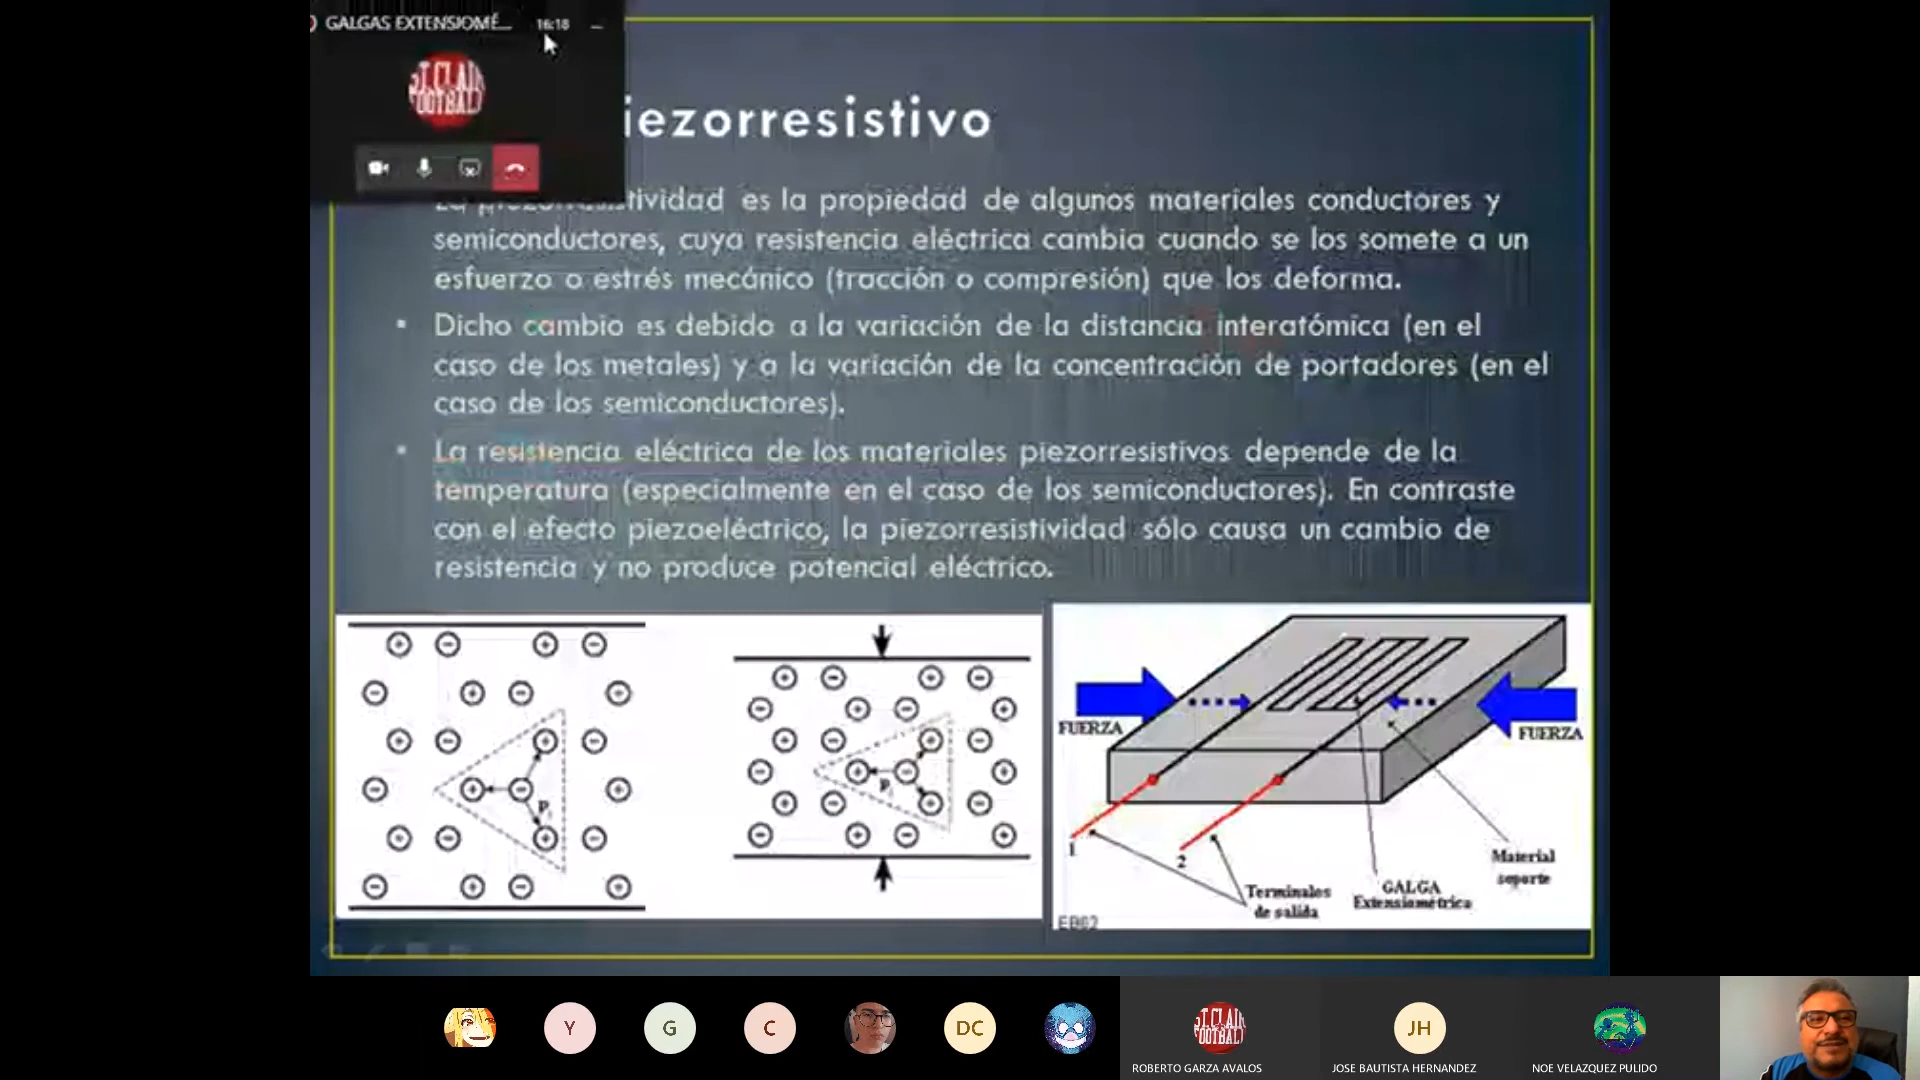 GALGAS EXTENSIOMÉ...
16:18
iezorresistivo
La piezorresistividad es la propiedad de algunos materiales conductores y
semiconductores, cuya resistencia eléctrica cambia cuando se los somete a un
esfuerzo o estrés mecánico (tracción o compresión) que los deforma.
Dicho cambio es debido a la variación de la distancia interatómica (en el
caso de los metales) y a la variación de la concentración de portadores (en el
caso de los semiconductores).
La resistencia eléctrica de los materiales piezorresistivos depende de la
temperatura (especialmente en el caso de los semiconductores). En contraste
con el efecto piezoeléctrico, la piezorresistividad sólo causa un cambio de
resistencia y no produce potencial eléctrico.
FUERZA
FUERZA
1
2
Terminales
de salida
GALGA
Extensiométrica
Material
soporte
Y
G
C
DC
JH
ROBERTO GARZA AVALOS
JOSE BAUTISTA HERNANDEZ
NOE VELAZQUEZ PULIDO